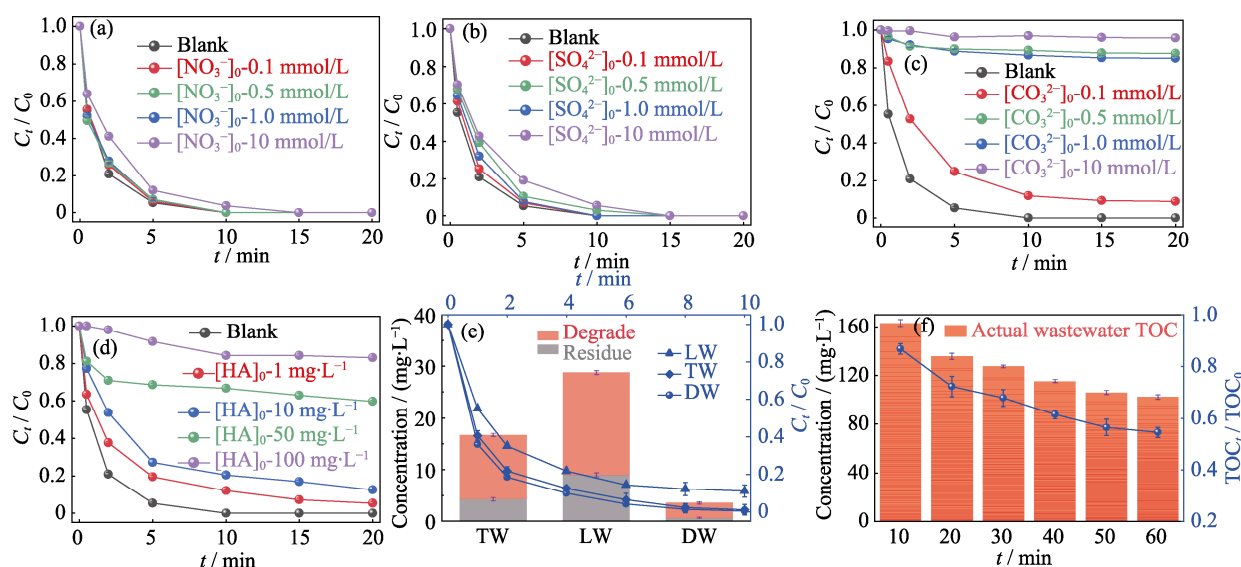 (a)
Blank
[NO₃⁻]₀-0.1 mmol/L
[NO₃⁻]₀-0.5 mmol/L
[NO₃⁻]₀-1.0 mmol/L
[NO₃⁻]₀-10 mmol/L
Cₜ / C₀
1.0
0.8
0.6
0.4
0.2
0
0 5 10 15 20
t / min
(b)
Blank
[SO₄²⁻]₀-0.1 mmol/L
[SO₄²⁻]₀-0.5 mmol/L
[SO₄²⁻]₀-1.0 mmol/L
[SO₄²⁻]₀-10 mmol/L
Cₜ / C₀
1.0
0.8
0.6
0.4
0.2
0
0 5 10 15 20
t / min
(c)
Blank
[CO₃²⁻]₀-0.1 mmol/L
[CO₃²⁻]₀-0.5 mmol/L
[CO₃²⁻]₀-1.0 mmol/L
[CO₃²⁻]₀-10 mmol/L
Cₜ / C₀
1.0
0.8
0.6
0.4
0.2
0
0 5 10 15 20
t / min
(d)
Blank
[HA]₀-1 mg·L⁻¹
[HA]₀-10 mg·L⁻¹
[HA]₀-50 mg·L⁻¹
[HA]₀-100 mg·L⁻¹
Cₜ / C₀
1.0
0.8
0.6
0.4
0.2
0
0 5 10 15 20
t / min
t / min
0 2 4 6 8 10
(e)
Degrade
Residue
LW
TW
DW
Concentration / (mg·L⁻¹)
40
30
20
10
0
TW LW DW
1.0
0.8
0.6
0.4
0.2
0
Cₜ / C₀
(f)
Actual wastewater TOC
Concentration / (mg·L⁻¹)
160
120
80
40
0
10 20 30 40 50 60
t / min
1.0
0.8
0.6
0.4
0.2
TOCₜ / TOC₀